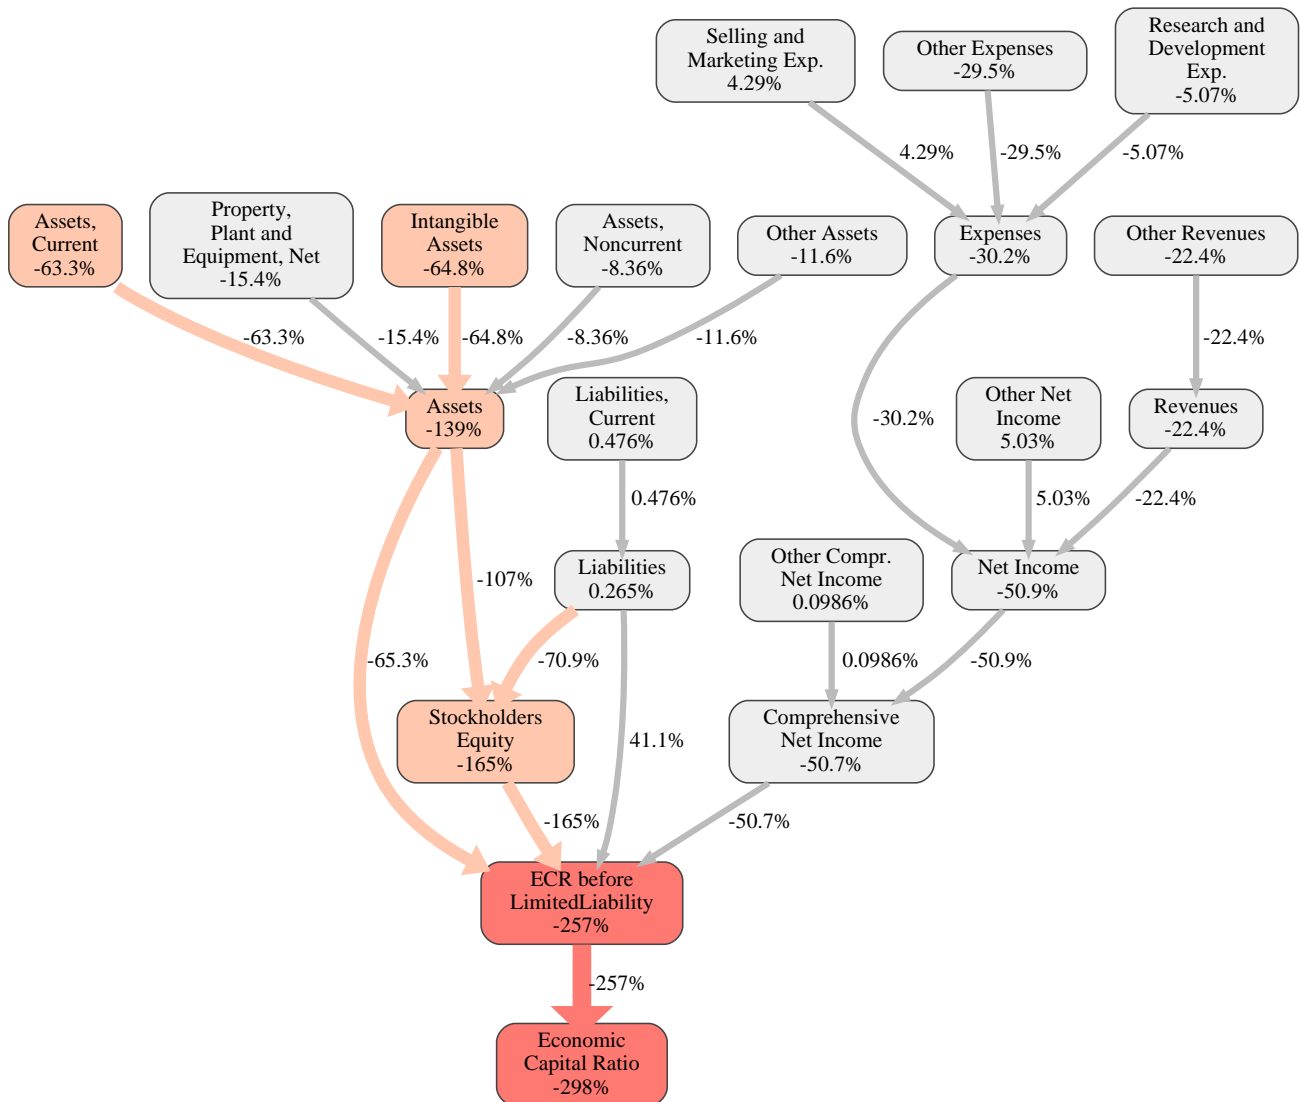 Selling and
Marketing Exp.
4.29%
Other Expenses
-29.5%
Research and
Development
Exp.
-5.07%
4.29%
-29.5%
-5.07%
Assets,
Current
-63.3%
Property,
Plant and
Equipment, Net
-15.4%
Intangible
Assets
-64.8%
Assets,
Noncurrent
-8.36%
Other Assets
-11.6%
Expenses
-30.2%
Other Revenues
-22.4%
-63.3%
-15.4%
-64.8%
-8.36%
-11.6%
-22.4%
Assets
-139%
Liabilities,
Current
0.476%
-30.2%
Other Net
Income
5.03%
Revenues
-22.4%
0.476%
5.03%
-22.4%
-107%
Liabilities
0.265%
Other Compr.
Net Income
0.0986%
Net Income
-50.9%
-65.3%
-70.9%
0.0986%
-50.9%
Stockholders
Equity
-165%
41.1%
Comprehensive
Net Income
-50.7%
-165%
-50.7%
ECR before
LimitedLiability
-257%
-257%
Economic
Capital Ratio
-298%